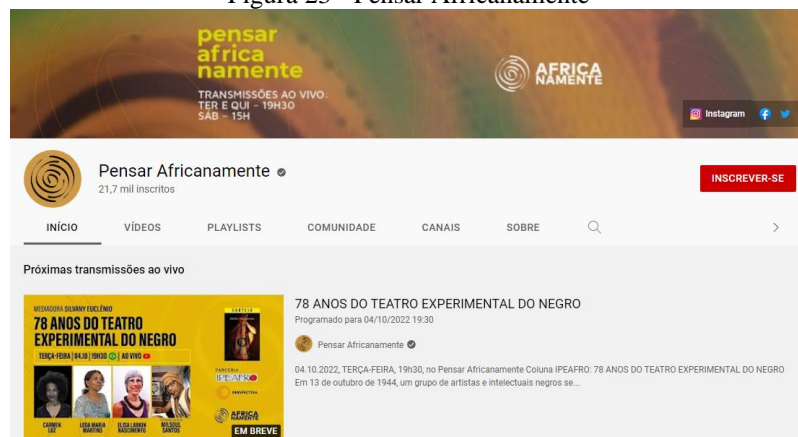 Figura 23 - Pensar Africanamente
pensar
africa
namente
TRANSMISSÕES AO VIVO:
TER E QUI - 19H30
SÁB - 15H
AFRICA
NAMENTE
Instagram
Pensar Africanamente
21,7 mil inscritos
INSCREVER-SE
INÍCIO VÍDEOS PLAYLISTS COMUNIDADE CANAIS SOBRE
Próximas transmissões ao vivo
MEDIADORA SILVANY EUCLÊNIO
78 ANOS DO TEATRO
EXPERIMENTAL DO NEGRO
TERÇA-FEIRA | 04.10 | 19H30 | AO VIVO
SORTEIO
PARCERIA
IPEAFRO
PERSPECTIVA
AFRICA
NAMENTE
CARMEN
LUZ
LEDA MARIA
MARTINS
ELISA LARKIN
NASCIMENTO
MILSOUL
SANTOS
EM BREVE
78 ANOS DO TEATRO EXPERIMENTAL DO NEGRO
Programado para 04/10/2022 19:30
Pensar Africanamente
04.10.2022, TERÇA-FEIRA, 19h30, no Pensar Africanamente Coluna IPEAFRO: 78 ANOS DO TEATRO EXPERIMENTAL DO NEGRO
Em 13 de outubro de 1944, um grupo de artistas e intelectuais negros se...